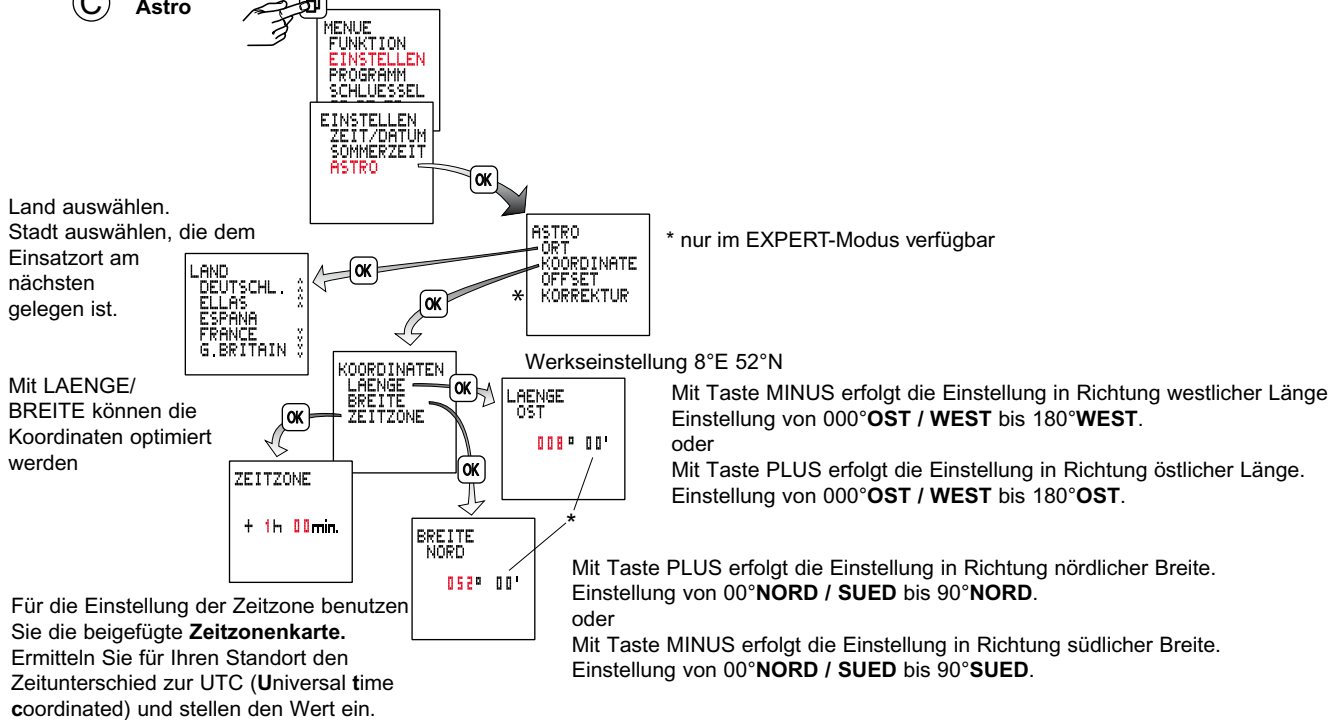 C Astro
MENUE
FUNKTION
EINSTELLEN
PROGRAMM
SCHLUESSEL
EINSTELLEN
ZEIT/DATUM
SOMMERZEIT
ASTRO
OK
Land auswählen.
Stadt auswählen, die dem
Einsatzort am
nächsten
gelegen ist.
LAND
DEUTSCHL.
ELLAS
ESPANA
FRANCE
G.BRITAIN
OK
OK
ASTRO
ORT
KOORDINATE
OFFSET
* KORREKTUR
* nur im EXPERT-Modus verfügbar
Werkseinstellung 8°E 52°N
Mit LAENGE/
BREITE können die
Koordinaten optimiert
werden
KOORDINATEN
LAENGE
BREITE
ZEITZONE
OK
OK
OK
LAENGE
OST
008° 00'
*
Mit Taste MINUS erfolgt die Einstellung in Richtung westlicher Länge
Einstellung von 000°OST / WEST bis 180°WEST.
oder
Mit Taste PLUS erfolgt die Einstellung in Richtung östlicher Länge.
Einstellung von 000°OST / WEST bis 180°OST.
ZEITZONE
+ 1h 00min.
BREITE
NORD
052° 00'
Mit Taste PLUS erfolgt die Einstellung in Richtung nördlicher Breite.
Einstellung von 00°NORD / SUED bis 90°NORD.
oder
Mit Taste MINUS erfolgt die Einstellung in Richtung südlicher Breite.
Einstellung von 00°NORD / SUED bis 90°SUED.
Für die Einstellung der Zeitzone benutzen
Sie die beigefügte Zeitzonenkarte.
Ermitteln Sie für Ihren Standort den
Zeitunterschied zur UTC (Universal time
coordinated) und stellen den Wert ein.